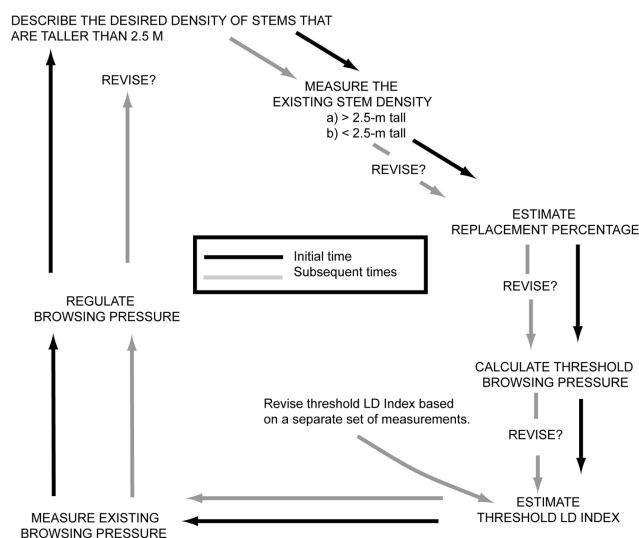 DESCRIBE THE DESIRED DENSITY OF STEMS THAT
ARE TALLER THAN 2.5 M
REVISE?
MEASURE THE
EXISTING STEM DENSITY
a) > 2.5-m tall
b) < 2.5-m tall
REVISE?
ESTIMATE
REPLACEMENT PERCENTAGE
Initial time
Subsequent times
REVISE?
REGULATE
BROWSING PRESSURE
CALCULATE THRESHOLD
BROWSING PRESSURE
Revise threshold LD Index based
on a separate set of measurements.
REVISE?
ESTIMATE
THRESHOLD LD INDEX
MEASURE EXISTING
BROWSING PRESSURE